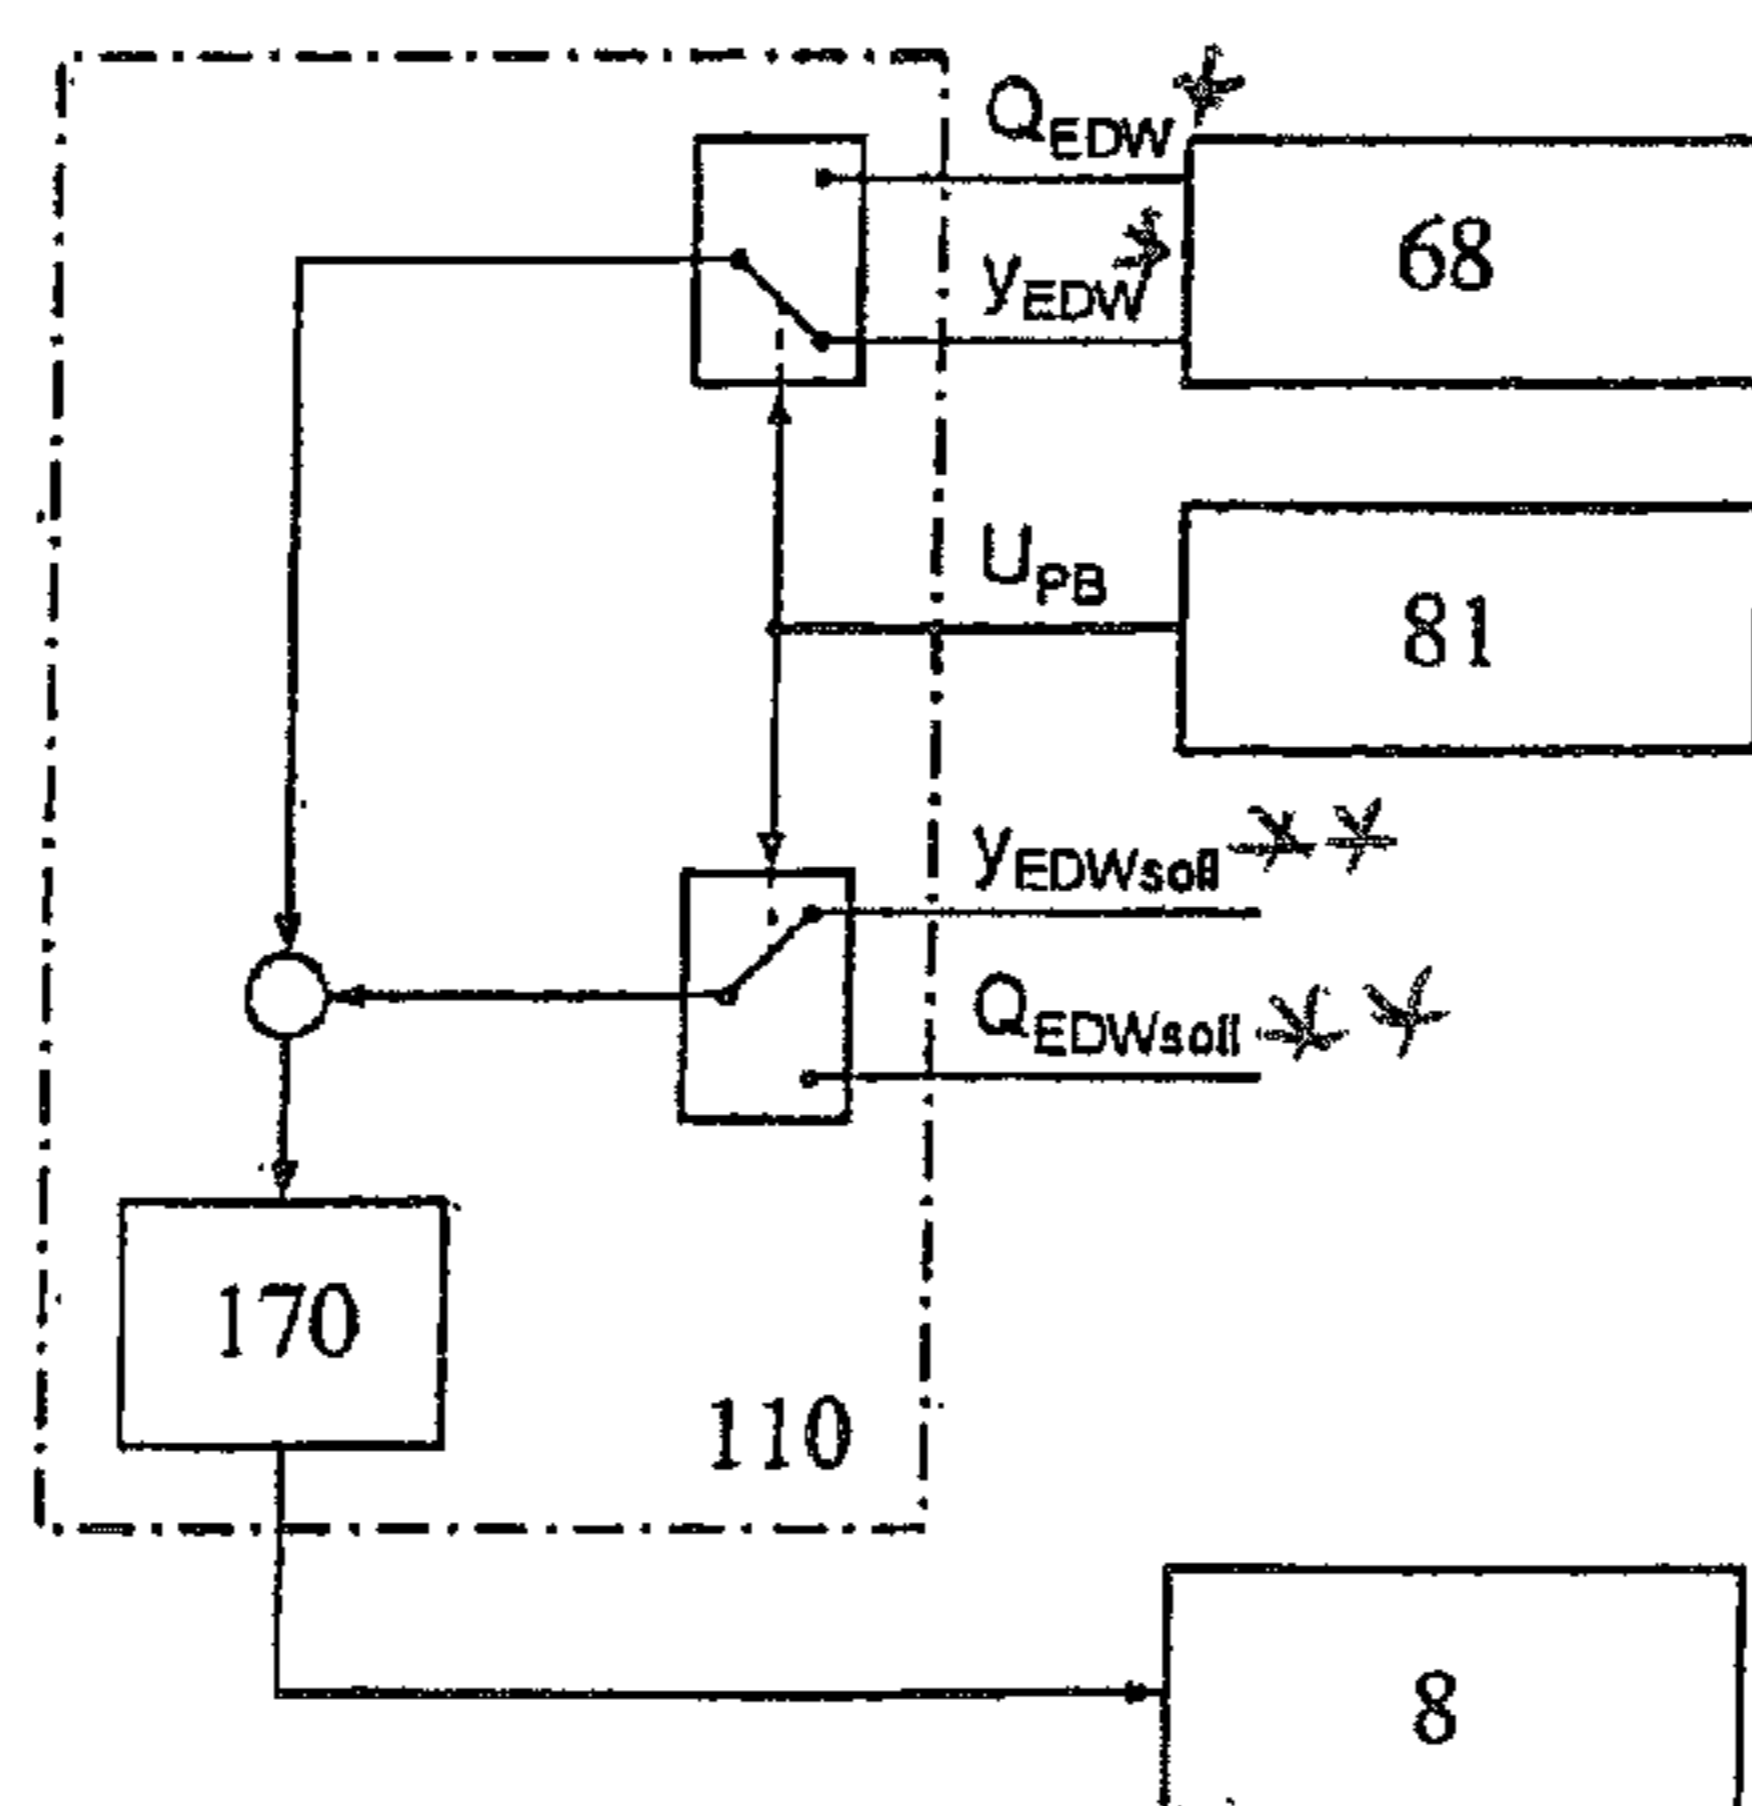 Q_EDW *
68
y_EDW *
U_PB
81
y_EDWsoll **
Q_EDWsoll **
170
110
8